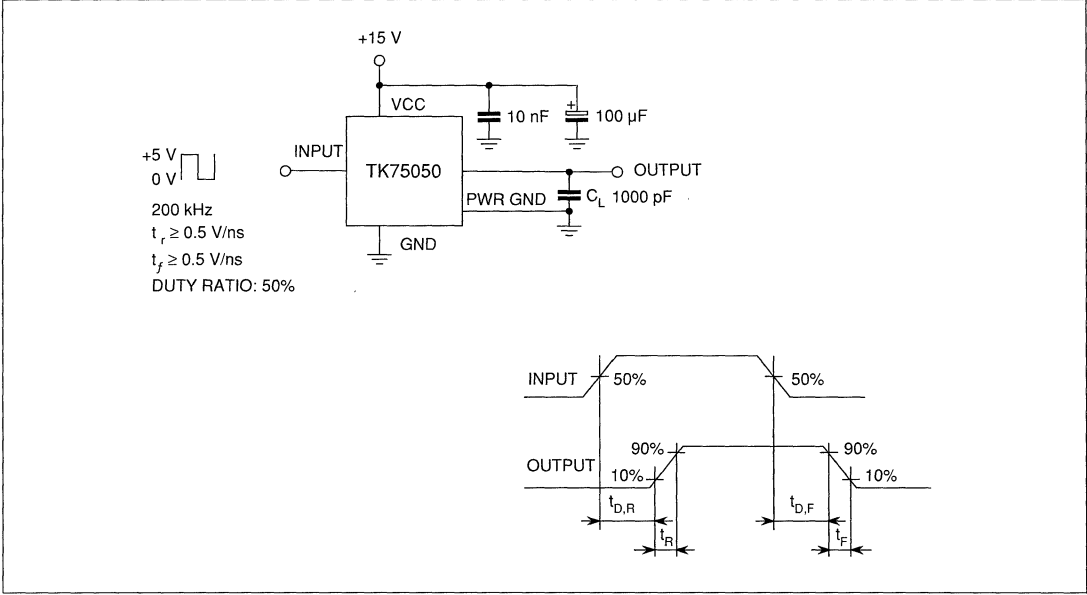 +15 V
VCC
10 nF
+
100 µF
INPUT
+5 V
0 V
TK75050
OUTPUT
PWR GND
C_L 1000 pF
GND
200 kHz
t_r ≥ 0.5 V/ns
t_f ≥ 0.5 V/ns
DUTY RATIO: 50%
INPUT
50%
50%
90%
90%
OUTPUT
10%
10%
t_D,R
t_D,F
t_R
t_F